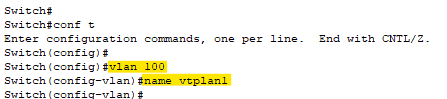 Switch#
Switch#conf t
Enter configuration commands, one per line.  End with CNTL/Z.
Switch(config)#
Switch(config)#vlan 100
Switch(config-vlan)#name vtplan1
Switch(config-vlan)#